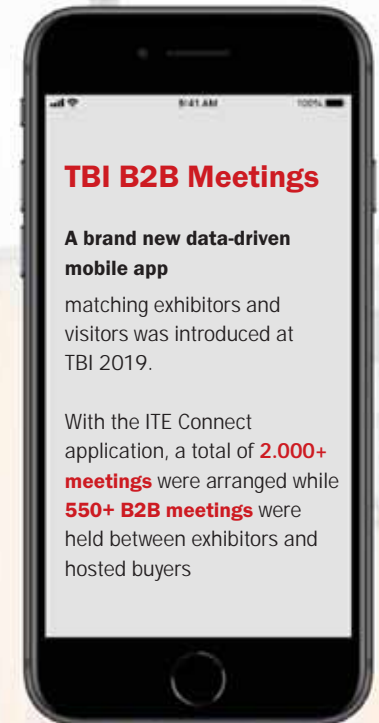 9:41 AM 100%
TBI B2B Meetings
A brand new data-driven
mobile app
matching exhibitors and
visitors was introduced at
TBI 2019.
With the ITE Connect
application, a total of 2.000+
meetings were arranged while
550+ B2B meetings were
held between exhibitors and
hosted buyers